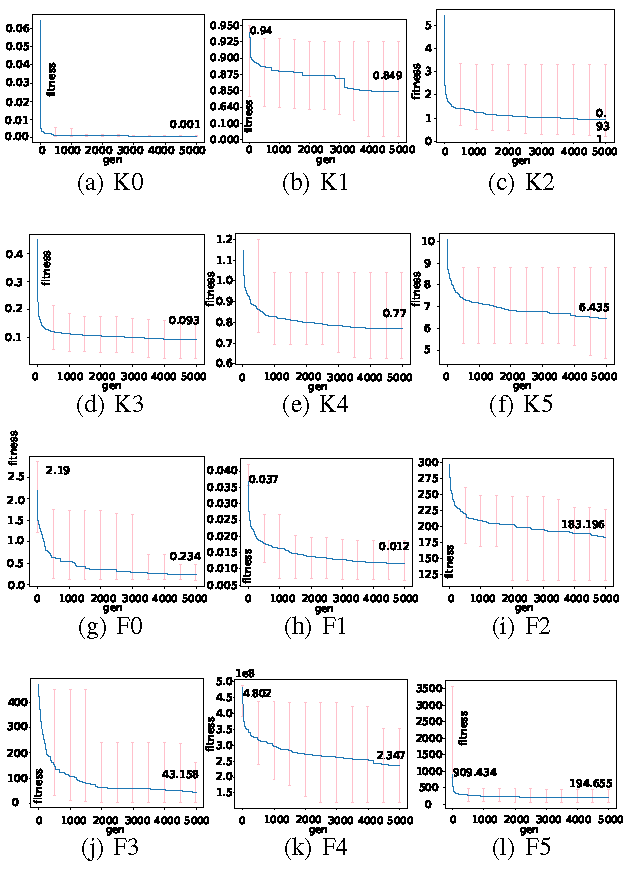 0.06
0.05
0.04
0.03
0.02
0.01
0.00
fitness
0.001
0 1000 2000 3000 4000 5000
gen
(a) K0
0.950
0.925
0.900
0.875
0.850
0.640
0.100
0.000
fitness
0.94
0.849
0 1000 2000 3000 4000 5000
gen
(b) K1
5
4
3
2
1
0
fitness
0.
93
1
0 1000 2000 3000 4000 5000
gen
(c) K2
0.4
0.3
0.2
0.1
fitness
0.093
0 1000 2000 3000 4000 5000
gen
(d) K3
1.2
1.1
1.0
0.9
0.8
0.7
0.6
fitness
0.77
0 1000 2000 3000 4000 5000
gen
(e) K4
10
9
8
7
6
5
fitness
6.435
0 1000 2000 3000 4000 5000
gen
(f) K5
fitness
2.5
2.0
1.5
1.0
0.5
0.0
2.19
0.234
0 1000 2000 3000 4000 5000
gen
(g) F0
0.040
0.035
0.030
0.025
0.020
0.015
0.010
0.005
fitness
0.037
0.012
0 1000 2000 3000 4000 5000
gen
(h) F1
300
275
250
225
200
175
150
125
fitness
183.196
0 1000 2000 3000 4000 5000
gen
(i) F2
400
300
200
100
0
fitness
43.158
0 1000 2000 3000 4000 5000
gen
(j) F3
1e8
5.0
4.5
4.0
3.5
3.0
2.5
2.0
1.5
fitness
4.802
2.347
0 1000 2000 3000 4000 5000
gen
(k) F4
3500
3000
2500
2000
1500
1000
500
0
fitness
909.434
194.655
0 1000 2000 3000 4000 5000
gen
(l) F5